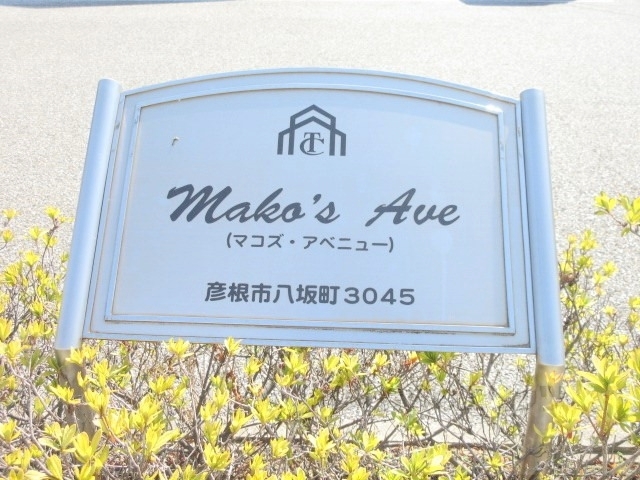 TC
Mako's Ave
(マコズ・アベニュー)
彦根市八坂町3045